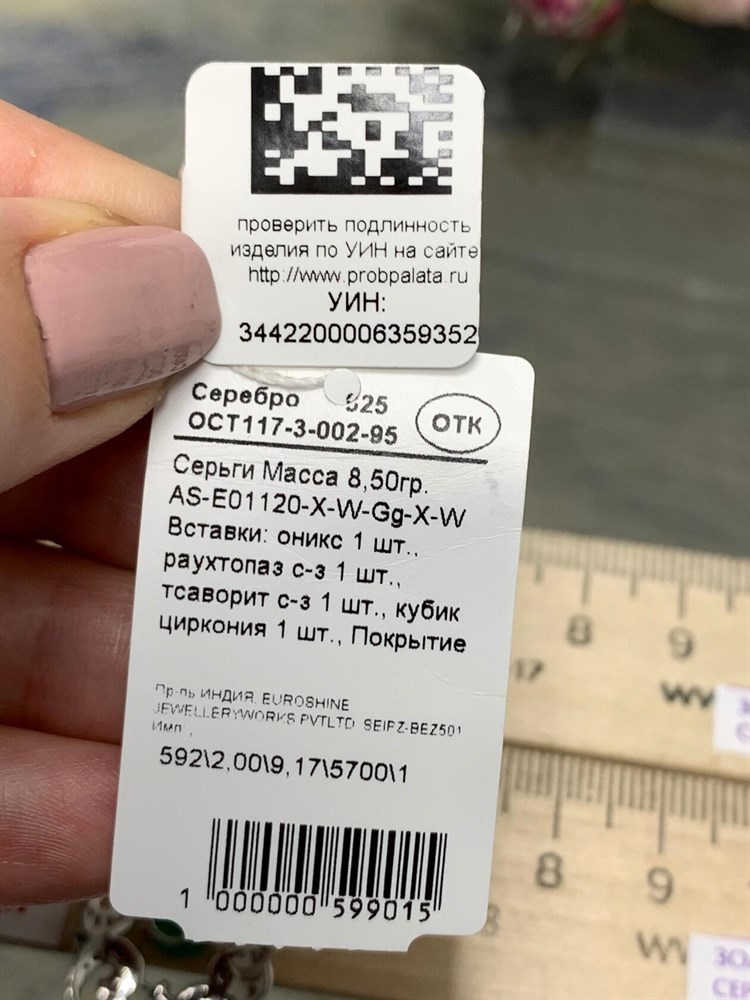 проверить подлинность
изделия по УИН на сайте
http://www.probpalata.ru
УИН:
3442200006359352
Серебро 925
ОСТ117-3-002-95
ОТК
Серьги Масса 8,50гр.
AS-E01120-X-W-Gg-X-W
Вставки: оникс 1 шт.,
раухтопаз с-з 1 шт.,
тсаворит с-з 1 шт., кубик
циркония 1 шт., Покрытие
Пр-ль ИНДИЯ, EUROSHINE
JEWELLERYWORKS PVTLTD SEIPZ-BEZ501
Имп ,
592\2,00\9,17\5700\1
1 000000 599015
8 9
17
8 9